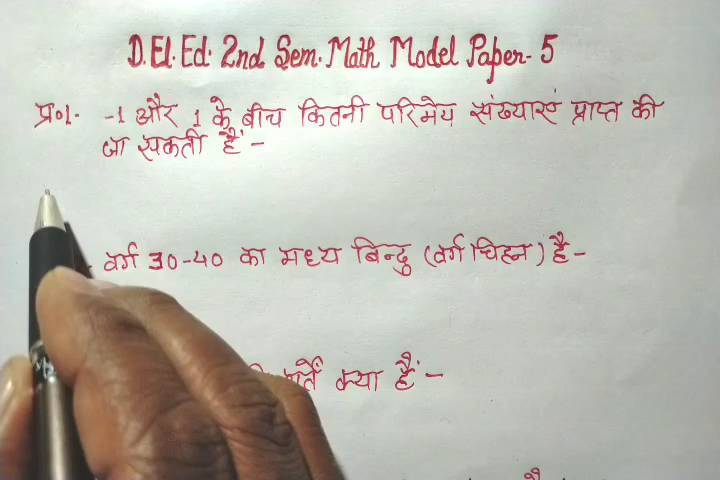 D.El.Ed. 2nd Sem. Math Model Paper-5
प्र०1. -1 और 1 के बीच कितनी परिमेय संख्याएं प्राप्त की
जा सकती हैं -
वर्ग 30-40 का मध्य बिन्दु (वर्ग चिह्न) है -
क्या हैं -